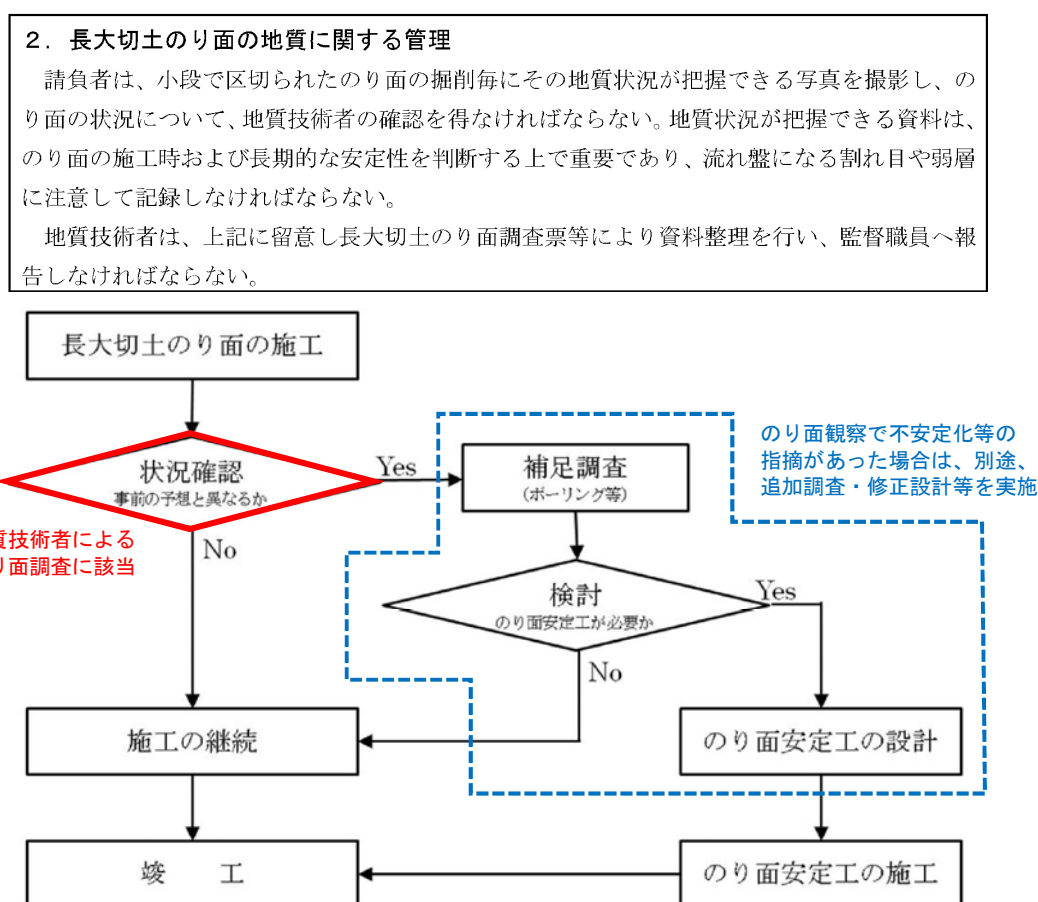 ２．長大切土のり面の地質に関する管理
請負者は、小段で区切られたのり面の掘削毎にその地質状況が把握できる写真を撮影し、の
り面の状況について、地質技術者の確認を得なければならない。地質状況が把握できる資料は、
のり面の施工時および長期的な安定性を判断する上で重要であり、流れ盤になる割れ目や弱層
に注意して記録しなければならない。
地質技術者は、上記に留意し長大切土のり面調査票等により資料整理を行い、監督職員へ報
告しなければならない。
長大切土のり面の施工
のり面観察で不安定化等の
指摘があった場合は、別途、
追加調査・修正設計等を実施
状況確認
事前の予想と異なるか
Yes
補足調査
（ボーリング等）
質技術者による
り面調査に該当
No
検討
のり面安定工が必要か
Yes
No
施工の継続
のり面安定工の設計
竣　工
のり面安定工の施工